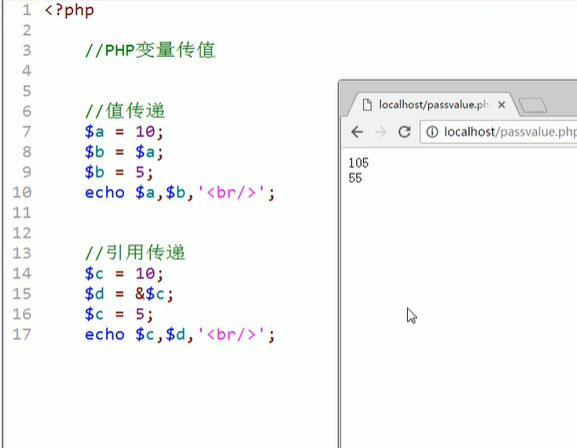 1 <?php
2
3 //PHP变量传值
4
5
6 //值传递
7 $a = 10;
8 $b = $a;
9 $b = 5;
10 echo $a,$b,'<br/>';
11
12
13 //引用传递
14 $c = 10;
15 $d = &$c;
16 $c = 5;
17 echo $c,$d,'<br/>';
localhost/passvalue.ph
localhost/passvalue.php
105
55